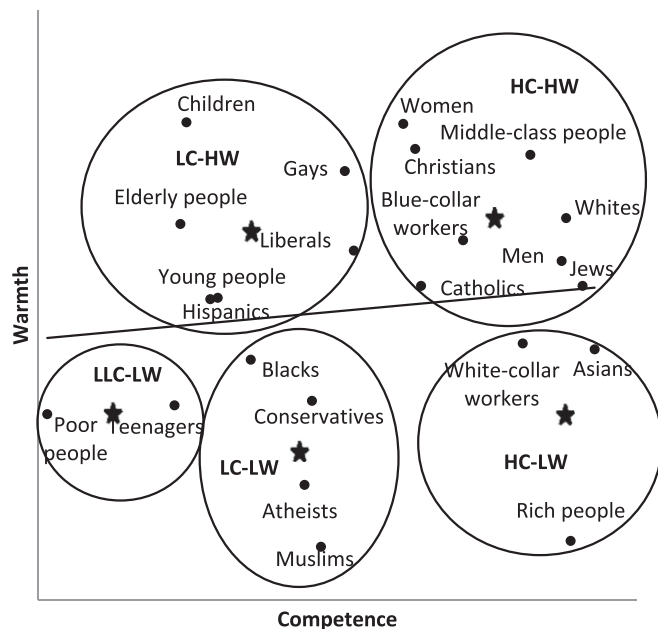 HC-HW
Children
Women
Middle-class people
LC-HW
Gays
Christians
Elderly people
Blue-collar
workers
Whites
Liberals
Men
Jews
Young people
Catholics
Hispanics
Warmth
LLC-LW
Blacks
White-collar
workers
Asians
Conservatives
Poor
people
Teenagers
LC-LW
HC-LW
Atheists
Rich people
Muslims
Competence